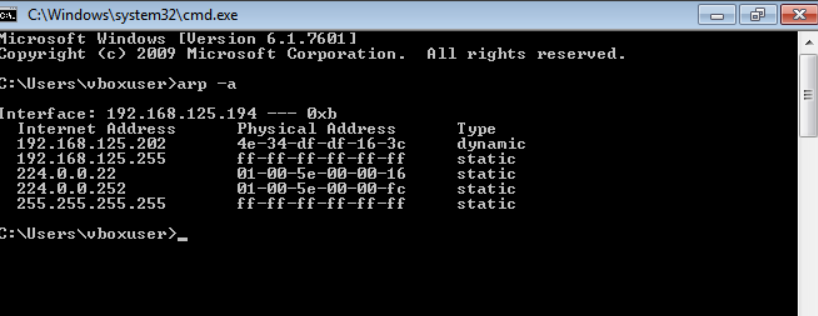 C:\Windows\system32\cmd.exe
Microsoft Windows [Version 6.1.7601]
Copyright (c) 2009 Microsoft Corporation.  All rights reserved.
C:\Users\vboxuser>arp -a
Interface: 192.168.125.194 --- 0xb
  Internet Address      Physical Address      Type
  192.168.125.202       4e-34-df-df-16-3c     dynamic
  192.168.125.255       ff-ff-ff-ff-ff-ff     static
  224.0.0.22            01-00-5e-00-00-16     static
  224.0.0.252           01-00-5e-00-00-fc     static
  255.255.255.255       ff-ff-ff-ff-ff-ff     static
C:\Users\vboxuser>_